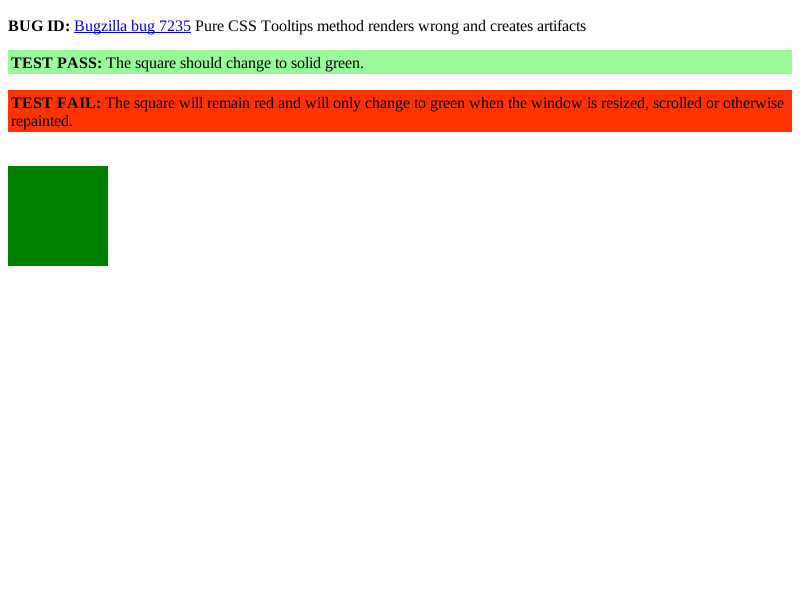 BUG ID: Bugzilla bug 7235 Pure CSS Tooltips method renders wrong and creates artifacts
TEST PASS: The square should change to solid green.
TEST FAIL: The square will remain red and will only change to green when the window is resized, scrolled or otherwise
repainted.